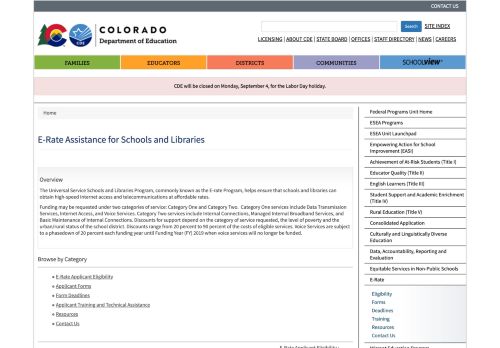 CONTACT US
COLORADO
Department of Education
CDE
Search
SITE INDEX
LICENSING | ABOUT CDE | STATE BOARD | OFFICES | STAFF DIRECTORY | NEWS | CAREERS
FAMILIES
EDUCATORS
DISTRICTS
COMMUNITIES
SCHOOLVIEW
CDE will be closed on Monday, September 4, for the Labor Day holiday.
Home
E-Rate Assistance for Schools and Libraries
Overview
The Universal Service Schools and Libraries Program, commonly known as the E-rate Program, helps ensure that schools and libraries can
obtain high-speed Internet access and telecommunications at affordable rates.
Funding may be requested under two categories of service: Category One and Category Two. Category One services include Data Transmission
Services, Internet Access, and Voice Services. Category Two services include Internal Connections, Managed Internal Broadband Services, and
Basic Maintenance of Internal Connections. Discounts for support depend on the category of service requested, the level of poverty and the
urban/rural status of the school district. Discounts range from 20 percent to 90 percent of the costs of eligible services. Voice Services are subject
to a phasedown of 20 percent each funding year until Funding Year (FY) 2019 when voice services will no longer be funded.
Browse by Category
» E-Rate Applicant Eligibility
» Applicant Forms
» Form Deadlines
» Applicant Training and Technical Assistance
» Resources
» Contact Us
E-Rate Applicant Eligibility
Federal Programs Unit Home
ESEA Programs
ESEA Unit Launchpad
Empowering Action for School
Improvement (EASI)
Achievement of At-Risk Students (Title I)
Educator Quality (Title II)
English Learners (Title III)
Student Support and Academic Enrichment
(Title IV)
Rural Education (Title V)
Consolidated Application
Culturally and Linguistically Diverse
Education
Data, Accountability, Reporting and
Evaluation
Equitable Services in Non-Public Schools
E-Rate
Eligibility
Forms
Deadlines
Training
Resources
Contact Us